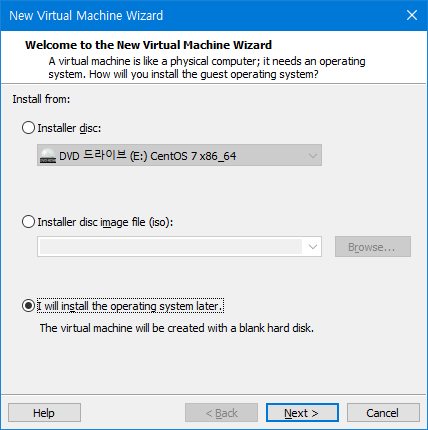 New Virtual Machine Wizard
Welcome to the New Virtual Machine Wizard
A virtual machine is like a physical computer; it needs an operating
system. How will you install the guest operating system?
Install from:
Installer disc:
DVD 드라이브 (E:) CentOS 7 x86_64
Installer disc image file (iso):
Browse...
I will install the operating system later.
The virtual machine will be created with a blank hard disk.
Help
< Back
Next >
Cancel